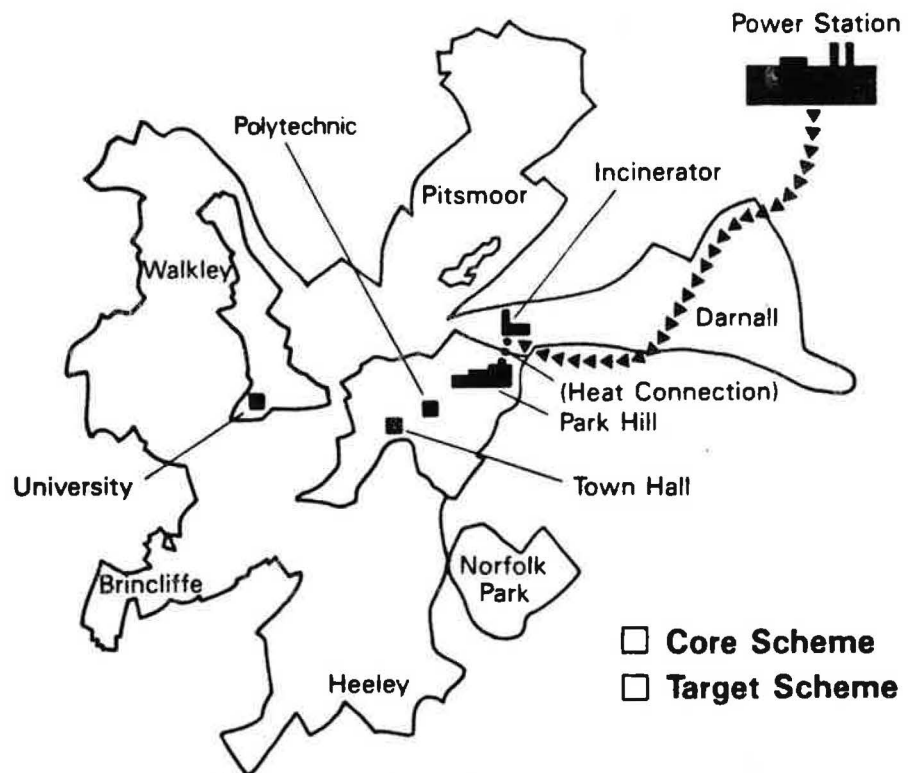 Power Station
Polytechnic
Incinerator
Pitsmoor
Walkley
Darnall
(Heat Connection)
Park Hill
University
Town Hall
Brincliffe
Norfolk
Park
Core Scheme
Heeley
Target Scheme